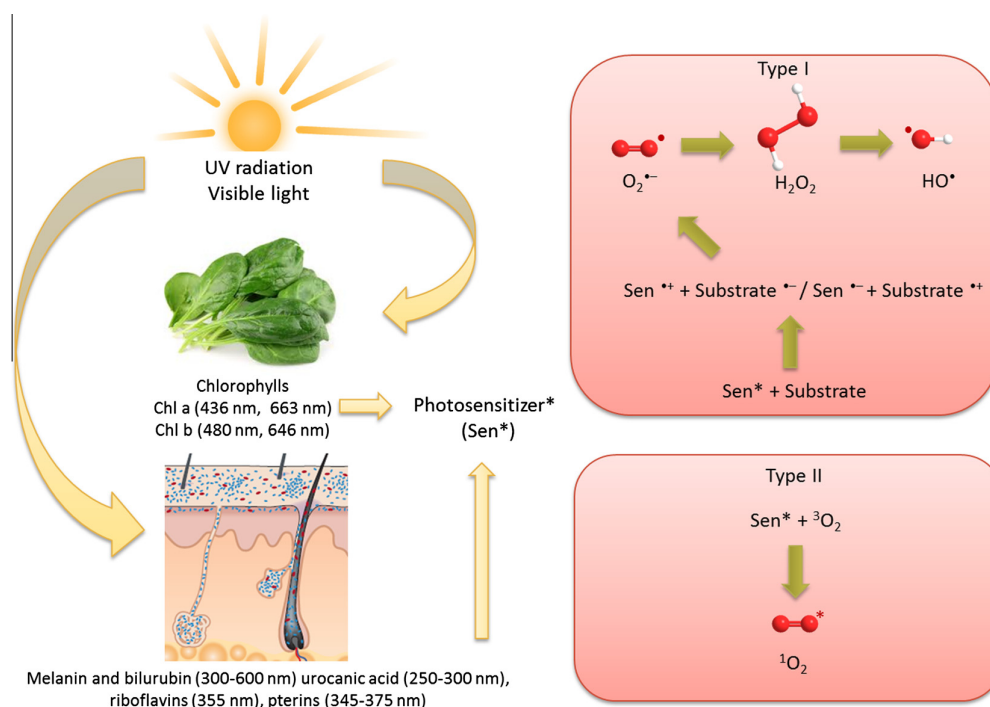 UV radiation
Visible light
Chlorophylls
Chl a (436 nm, 663 nm)
Chl b (480 nm, 646 nm)
Photosensitizer*
(Sen*)
Melanin and bilurubin (300-600 nm) urocanic acid (250-300 nm),
riboflavins (355 nm), pterins (345-375 nm)
Type I
O₂•⁻
H₂O₂
HO•
Sen •⁺ + Substrate •⁻ / Sen •⁻ + Substrate •⁺
Sen* + Substrate
Type II
Sen* + ³O₂
*
¹O₂